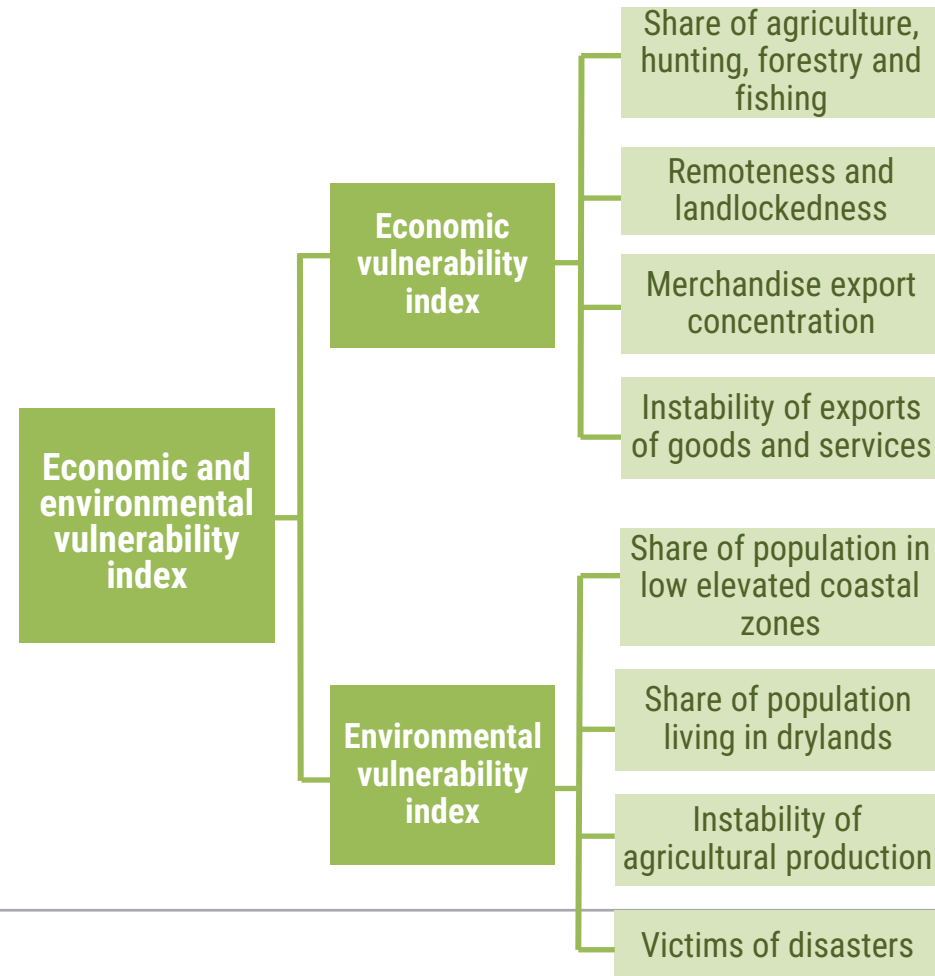 Share of agriculture,
hunting, forestry and
fishing
Remoteness and
landlockedness
Economic
vulnerability
index
Merchandise export
concentration
Instability of exports
of goods and services
Economic and
environmental
vulnerability
index
Share of population in
low elevated coastal
zones
Share of population
living in drylands
Environmental
vulnerability
index
Instability of
agricultural production
Victims of disasters